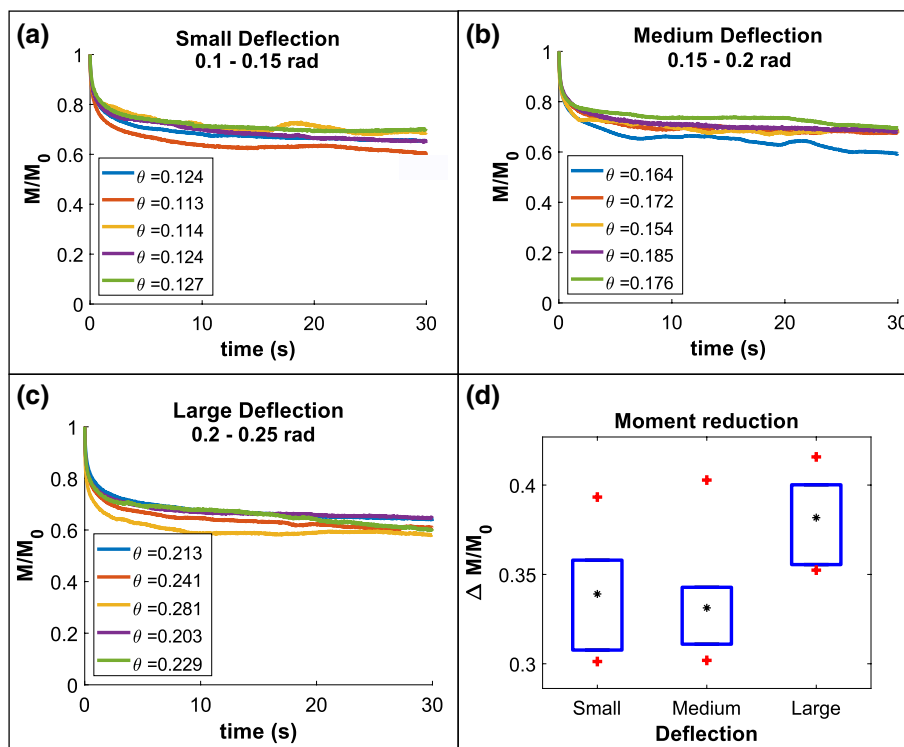 (a)
Small Deflection
0.1 - 0.15 rad
M/M0
1
0.8
0.6
0.4
0.2
0
θ =0.124
θ =0.113
θ =0.114
θ =0.124
θ =0.127
0 10 20 30
time (s)
(b)
Medium Deflection
0.15 - 0.2 rad
M/M0
1
0.8
0.6
0.4
0.2
0
θ =0.164
θ =0.172
θ =0.154
θ =0.185
θ =0.176
0 10 20 30
time (s)
(c)
Large Deflection
0.2 - 0.25 rad
M/M0
1
0.8
0.6
0.4
0.2
0
θ =0.213
θ =0.241
θ =0.281
θ =0.203
θ =0.229
0 10 20 30
time (s)
(d)
Moment reduction
Δ M/M0
0.4
0.35
0.3
Small Medium Large
Deflection